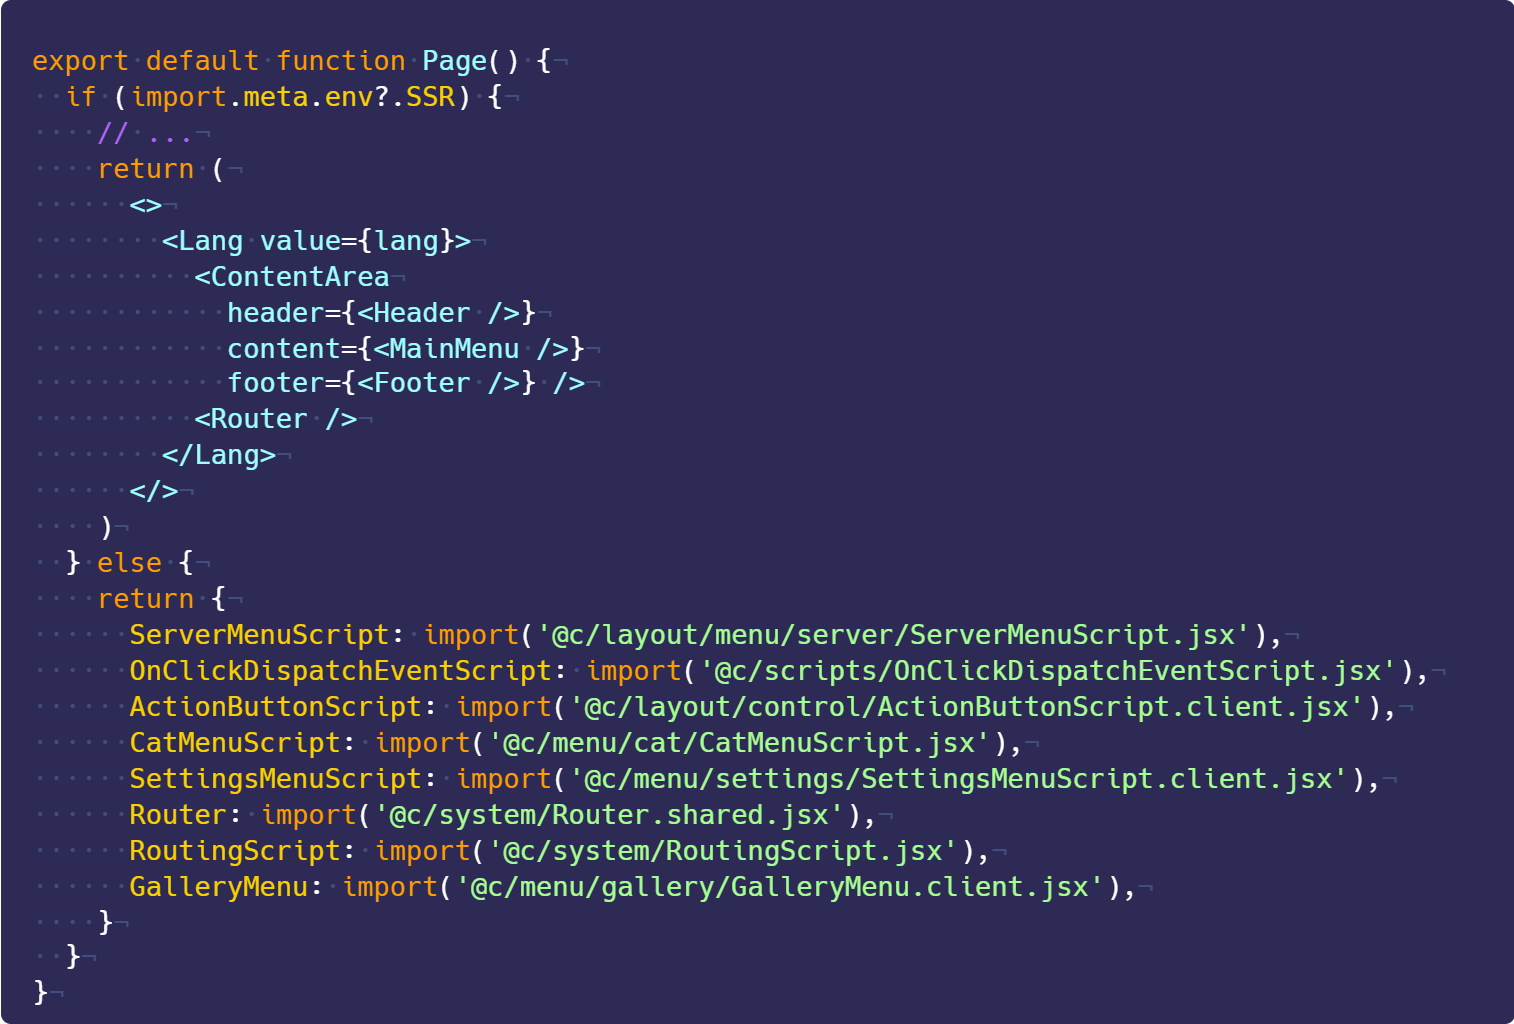 export default function Page() {
  if (import.meta.env?.SSR) {
    // ...
    return (
      <>
        <Lang value={lang}>
          <ContentArea
            header={<Header />}
            content={<MainMenu />}
            footer={<Footer />} />
          <Router />
        </Lang>
      </>
    )
  } else {
    return {
      ServerMenuScript: import('@c/layout/menu/server/ServerMenuScript.jsx'),
      OnClickDispatchEventScript: import('@c/scripts/OnClickDispatchEventScript.jsx'),
      ActionButtonScript: import('@c/layout/control/ActionButtonScript.client.jsx'),
      CatMenuScript: import('@c/menu/cat/CatMenuScript.jsx'),
      SettingsMenuScript: import('@c/menu/settings/SettingsMenuScript.client.jsx'),
      Router: import('@c/system/Router.shared.jsx'),
      RoutingScript: import('@c/system/RoutingScript.jsx'),
      GalleryMenu: import('@c/menu/gallery/GalleryMenu.client.jsx'),
    }
  }
}